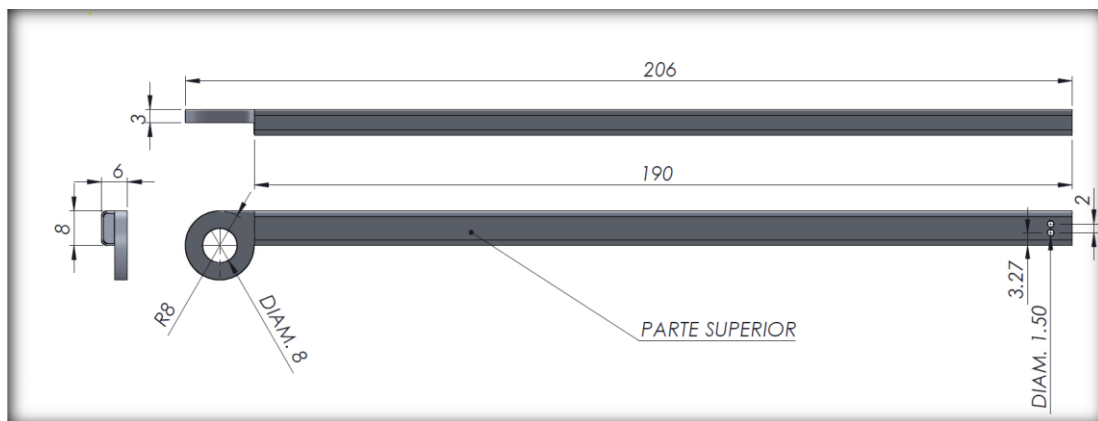 206
3
190
6
8
2
3.27
R8
DIAM. 8
PARTE SUPERIOR
DIAM. 1.50